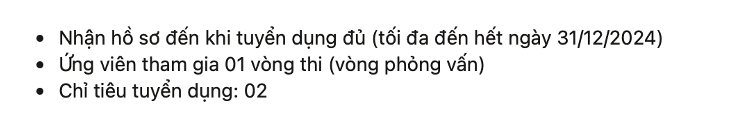 • Nhận hồ sơ đến khi tuyển dụng đủ (tối đa đến hết ngày 31/12/2024)
• Ứng viên tham gia 01 vòng thi (vòng phỏng vấn)
• Chỉ tiêu tuyển dụng: 02